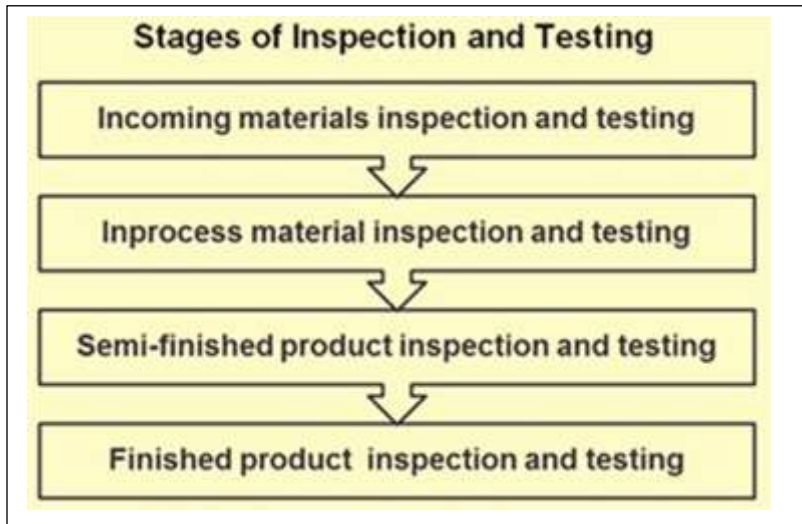 Stages of Inspection and Testing
Incoming materials inspection and testing
Inprocess material inspection and testing
Semi-finished product inspection and testing
Finished product inspection and testing